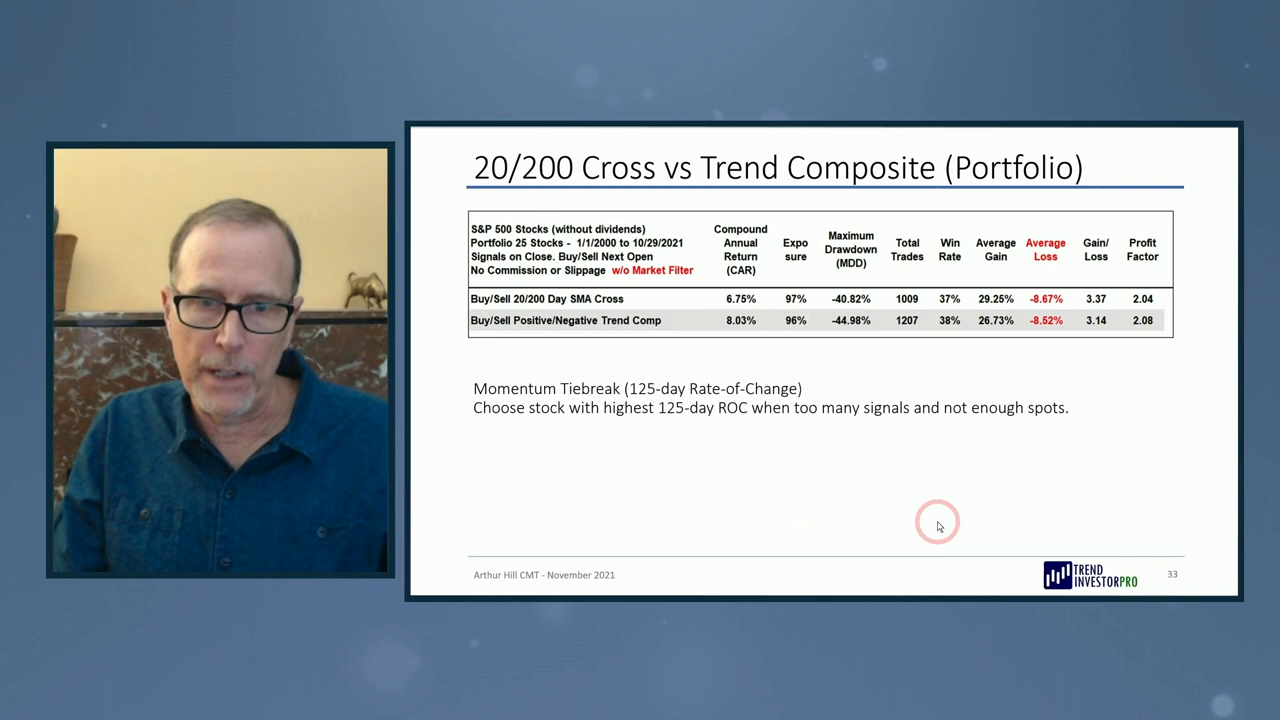 20/200 Cross vs Trend Composite (Portfolio)
S&P 500 Stocks (without dividends)
Portfolio 25 Stocks - 1/1/2000 to 10/29/2021
Signals on Close. Buy/Sell Next Open
No Commission or Slippage w/o Market Filter
Compound
Annual
Return
(CAR)
Expo
sure
Maximum
Drawdown
(MDD)
Total
Trades
Win
Rate
Average
Gain
Average
Loss
Gain/
Loss
Profit
Factor
Buy/Sell 20/200 Day SMA Cross 6.75% 97% -40.82% 1009 37% 29.25% -8.67% 3.37 2.04
Buy/Sell Positive/Negative Trend Comp 8.03% 96% -44.98% 1207 38% 26.73% -8.52% 3.14 2.08
Momentum Tiebreak (125-day Rate-of-Change)
Choose stock with highest 125-day ROC when too many signals and not enough spots.
Arthur Hill CMT - November 2021
TREND
INVESTORPRO
33